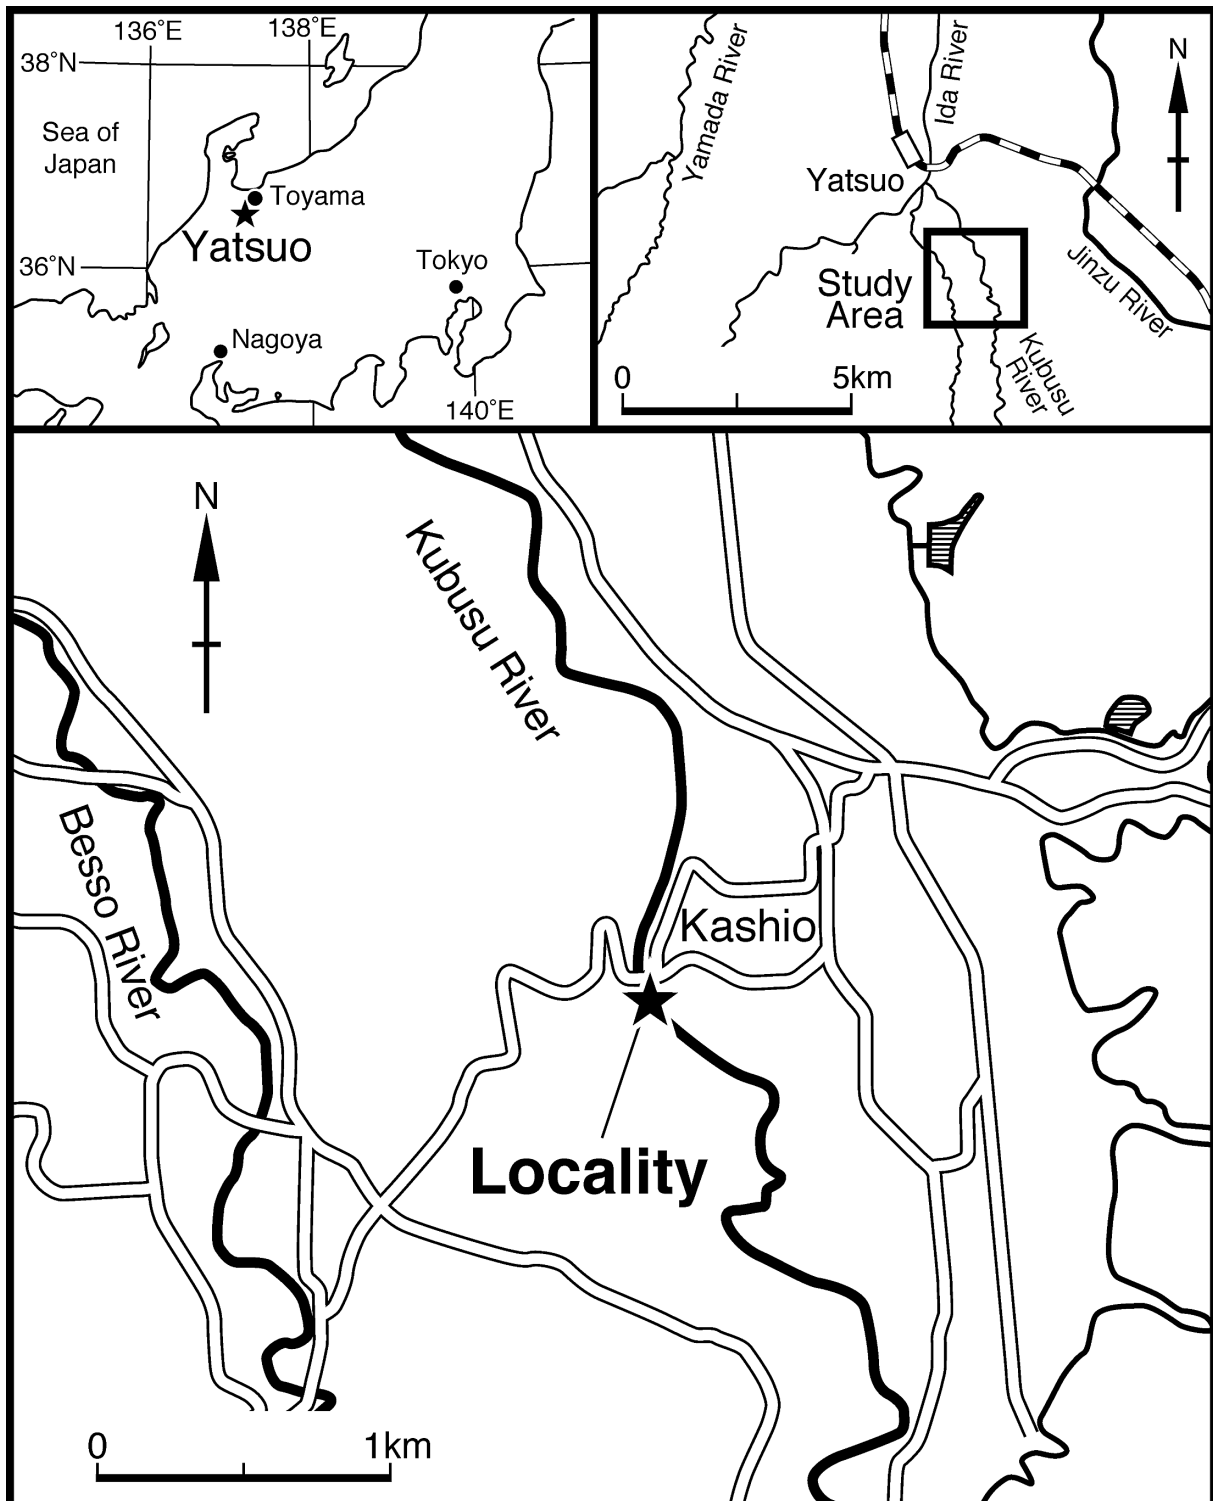 136°E
138°E
38°N
Sea of
Japan
Toyama
Yatsuo
36°N
Tokyo
Nagoya
140°E
Yamada River
Ida River
N
Yatsuo
Jinzu River
Study
Area
Kubusu
River
0
5km
N
Kubusu River
Besso River
Kashio
Locality
0
1km